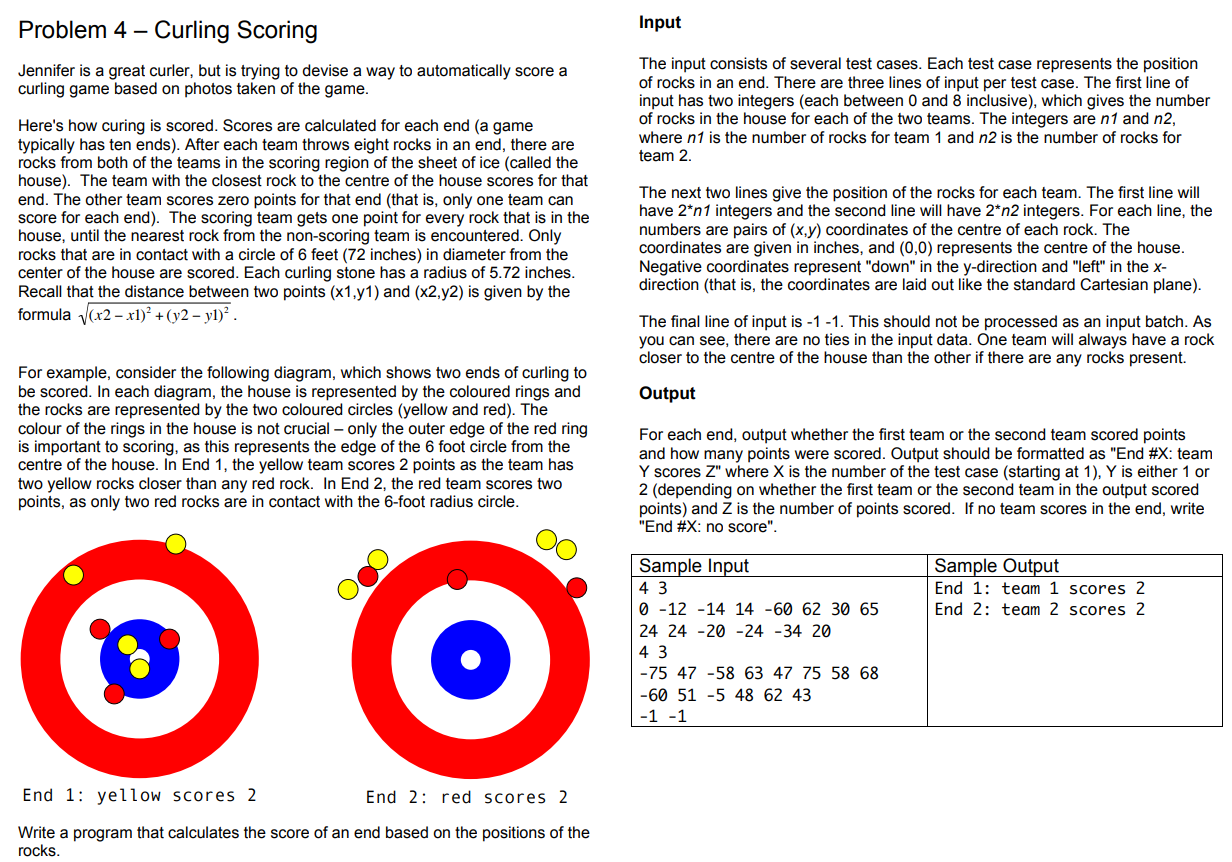 Problem 4 – Curling Scoring
Jennifer is a great curler, but is trying to devise a way to automatically score a
curling game based on photos taken of the game.
Here's how curing is scored. Scores are calculated for each end (a game
typically has ten ends). After each team throws eight rocks in an end, there are
rocks from both of the teams in the scoring region of the sheet of ice (called the
house).  The team with the closest rock to the centre of the house scores for that
end. The other team scores zero points for that end (that is, only one team can
score for each end).  The scoring team gets one point for every rock that is in the
house, until the nearest rock from the non-scoring team is encountered. Only
rocks that are in contact with a circle of 6 feet (72 inches) in diameter from the
center of the house are scored. Each curling stone has a radius of 5.72 inches.
Recall that the distance between two points (x1,y1) and (x2,y2) is given by the
formula √(x2 – x1)² + (y2 – y1)² .
For example, consider the following diagram, which shows two ends of curling to
be scored. In each diagram, the house is represented by the coloured rings and
the rocks are represented by the two coloured circles (yellow and red). The
colour of the rings in the house is not crucial – only the outer edge of the red ring
is important to scoring, as this represents the edge of the 6 foot circle from the
centre of the house. In End 1, the yellow team scores 2 points as the team has
two yellow rocks closer than any red rock.  In End 2, the red team scores two
points, as only two red rocks are in contact with the 6-foot radius circle.
End 1: yellow scores 2
End 2: red scores 2
Write a program that calculates the score of an end based on the positions of the
rocks.
Input
The input consists of several test cases. Each test case represents the position
of rocks in an end. There are three lines of input per test case. The first line of
input has two integers (each between 0 and 8 inclusive), which gives the number
of rocks in the house for each of the two teams. The integers are n1 and n2,
where n1 is the number of rocks for team 1 and n2 is the number of rocks for
team 2.
The next two lines give the position of the rocks for each team. The first line will
have 2*n1 integers and the second line will have 2*n2 integers. For each line, the
numbers are pairs of (x,y) coordinates of the centre of each rock. The
coordinates are given in inches, and (0,0) represents the centre of the house.
Negative coordinates represent "down" in the y-direction and "left" in the x-
direction (that is, the coordinates are laid out like the standard Cartesian plane).
The final line of input is -1 -1. This should not be processed as an input batch. As
you can see, there are no ties in the input data. One team will always have a rock
closer to the centre of the house than the other if there are any rocks present.
Output
For each end, output whether the first team or the second team scored points
and how many points were scored. Output should be formatted as "End #X: team
Y scores Z" where X is the number of the test case (starting at 1), Y is either 1 or
2 (depending on whether the first team or the second team in the output scored
points) and Z is the number of points scored.  If no team scores in the end, write
"End #X: no score".
Sample Input
4 3
0 -12 -14 14 -60 62 30 65
24 24 -20 -24 -34 20
4 3
-75 47 -58 63 47 75 58 68
-60 51 -5 48 62 43
-1 -1
Sample Output
End 1: team 1 scores 2
End 2: team 2 scores 2